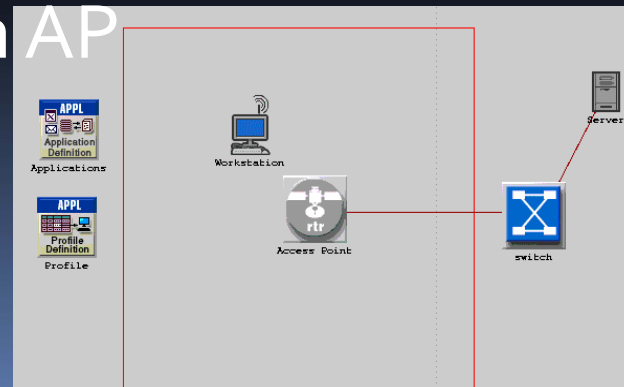 AP
APPL
Application
Definition
Applications
APPL
Profile
Definition
Profile
Workstation
rtr
Access Point
switch
Server